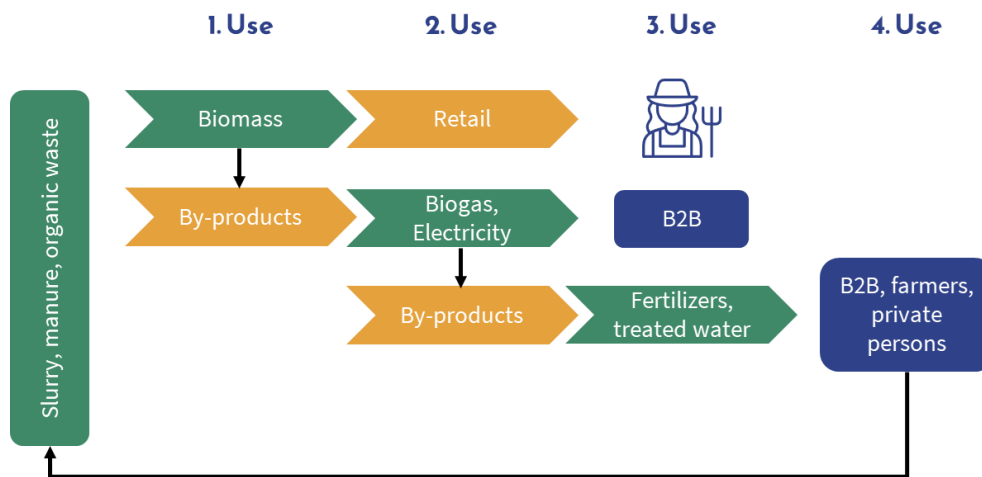 1. Use
2. Use
3. Use
4. Use
Slurry, manure, organic waste
Biomass
Retail
By-products
Biogas,
Electricity
B2B
By-products
Fertilizers,
treated water
B2B, farmers,
private
persons